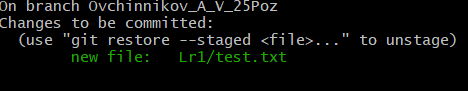 On branch Ovchinnikov_A_V_25Poz
Changes to be committed:
  (use "git restore --staged <file>..." to unstage)
        new file:   Lr1/test.txt